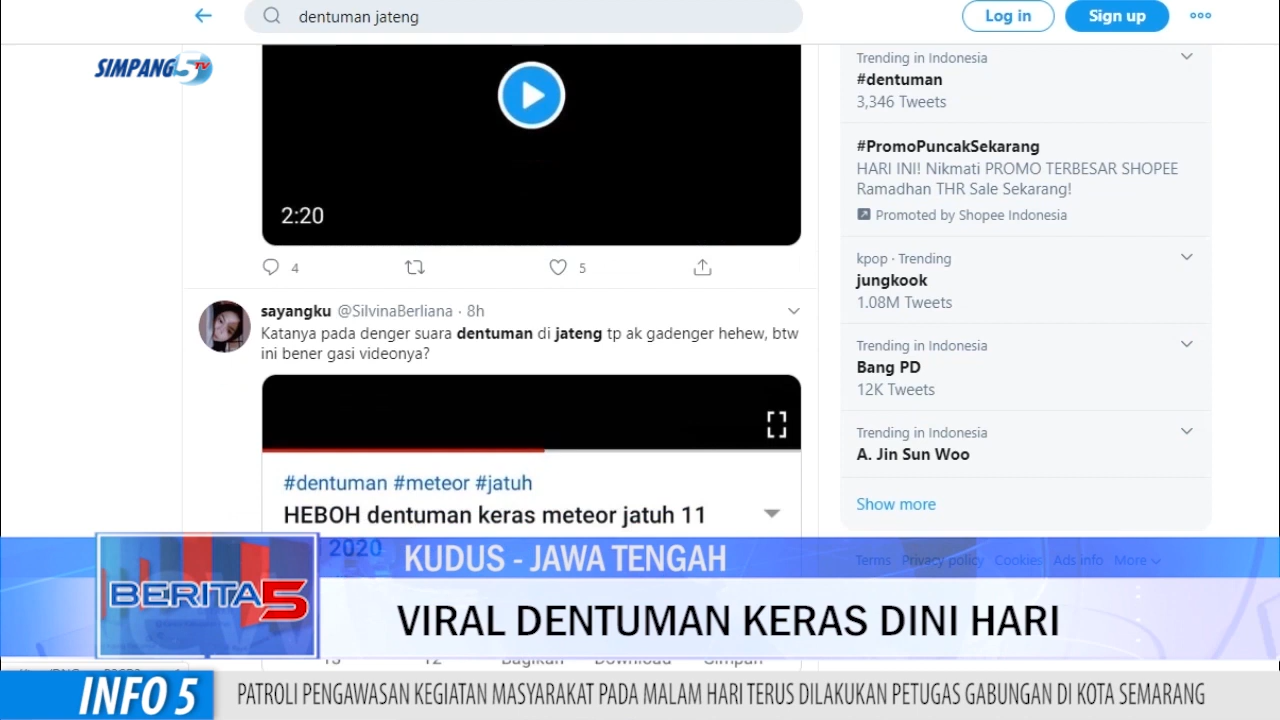 dentuman jateng
Log in
Sign up
SIMPANG5 TV
2:20
4
5
sayangku @SilvinaBerliana · 8h
Katanya pada denger suara dentuman di jateng tp ak gadenger hehew, btw
ini bener gasi videonya?
#dentuman #meteor #jatuh
HEBOH dentuman keras meteor jatuh 11
2020
Trending in Indonesia
#dentuman
3,346 Tweets
#PromoPuncakSekarang
HARI INI! Nikmati PROMO TERBESAR SHOPEE
Ramadhan THR Sale Sekarang!
Promoted by Shopee Indonesia
kpop · Trending
jungkook
1.08M Tweets
Trending in Indonesia
Bang PD
12K Tweets
Trending in Indonesia
A. Jin Sun Woo
Show more
Terms Privacy policy Cookies Ads info More
KUDUS - JAWA TENGAH
BERITA5
VIRAL DENTUMAN KERAS DINI HARI
Bagikan Download Simpan
INFO 5
PATROLI PENGAWASAN KEGIATAN MASYARAKAT PADA MALAM HARI TERUS DILAKUKAN PETUGAS GABUNGAN DI KOTA SEMARANG